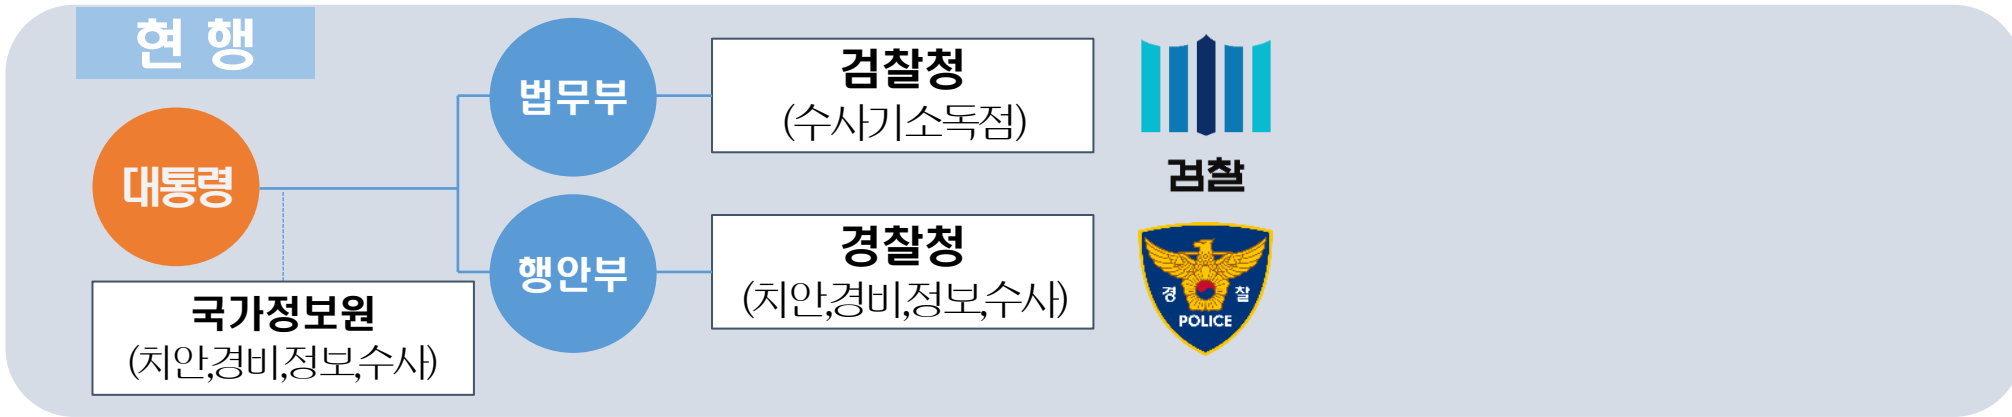 현 행
대통령
국가정보원
(치안,경비,정보,수사)
법무부
검찰청
(수사기소독점)
검찰
행안부
경찰청
(치안,경비,정보,수사)
경 찰
POLICE